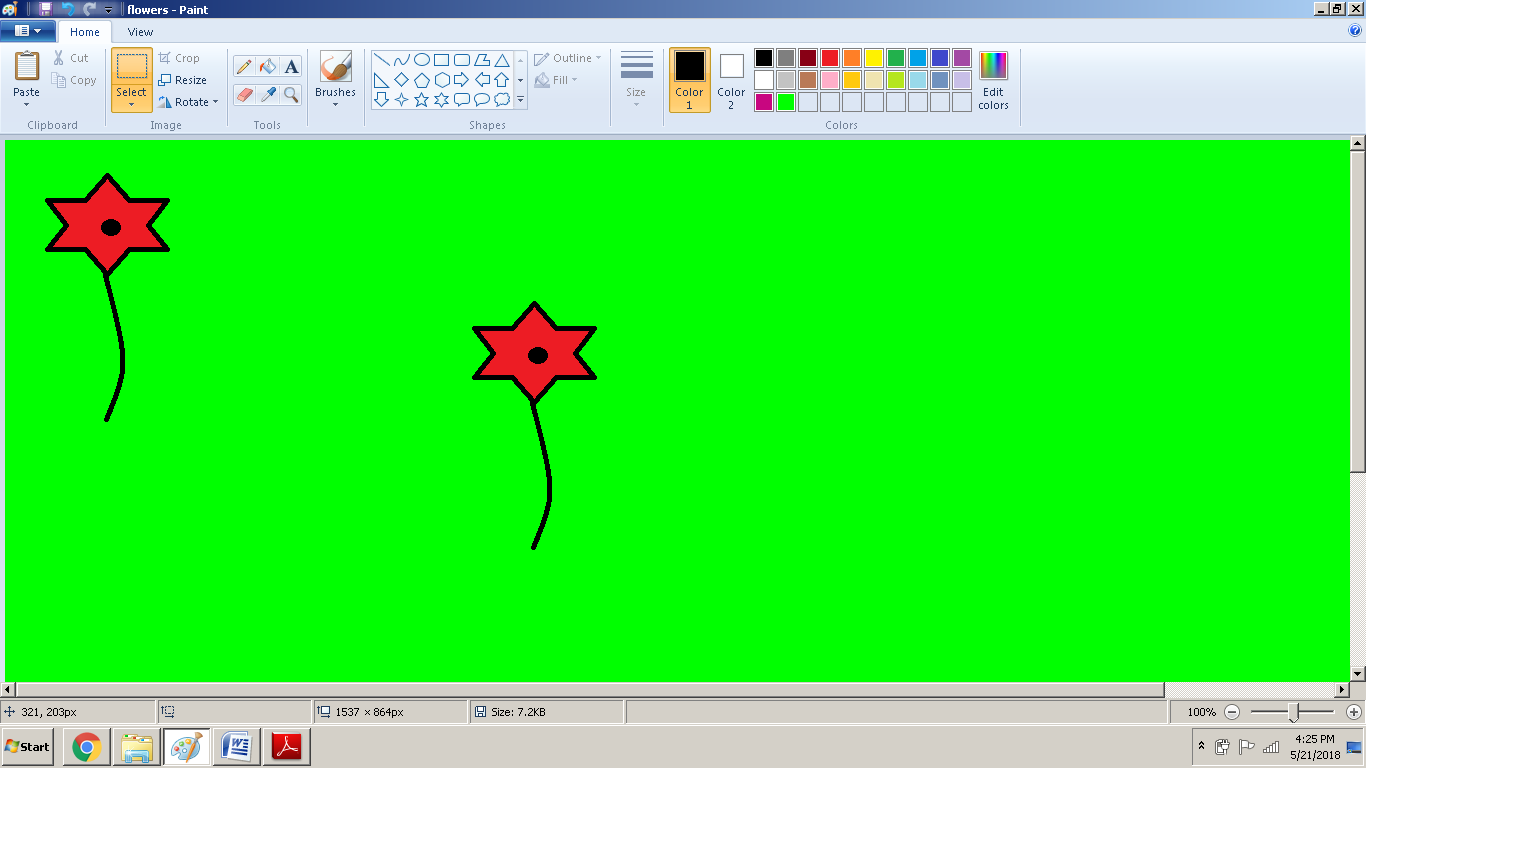 flowers - Paint
Home View
Paste
Cut
Copy
Clipboard
Select
Crop
Resize
Rotate
Image
A
Tools
Brushes
Outline
Fill
Shapes
Size
Color 1
Color 2
Edit colors
Colors
321, 203px
1537 × 864px
Size: 7.2KB
100%
Start
4:25 PM
5/21/2018